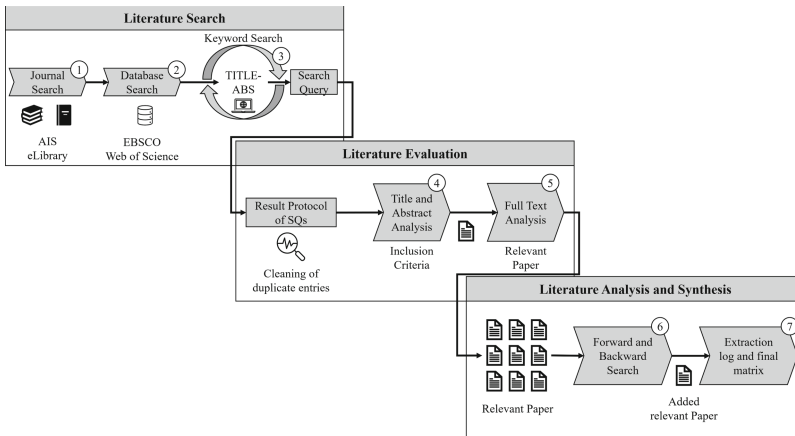 Literature Search
Keyword Search
Journal
Search
1
Database
Search
2
3
TITLE-
ABS
Search
Query
AIS
eLibrary
EBSCO
Web of Science
Literature Evaluation
Result Protocol
of SQs
Cleaning of
duplicate entries
Title and
Abstract
Analysis
4
Inclusion
Criteria
Full Text
Analysis
5
Relevant
Paper
Literature Analysis and Synthesis
Relevant Paper
Forward and
Backward
Search
6
Added
relevant Paper
Extraction
log and final
matrix
7